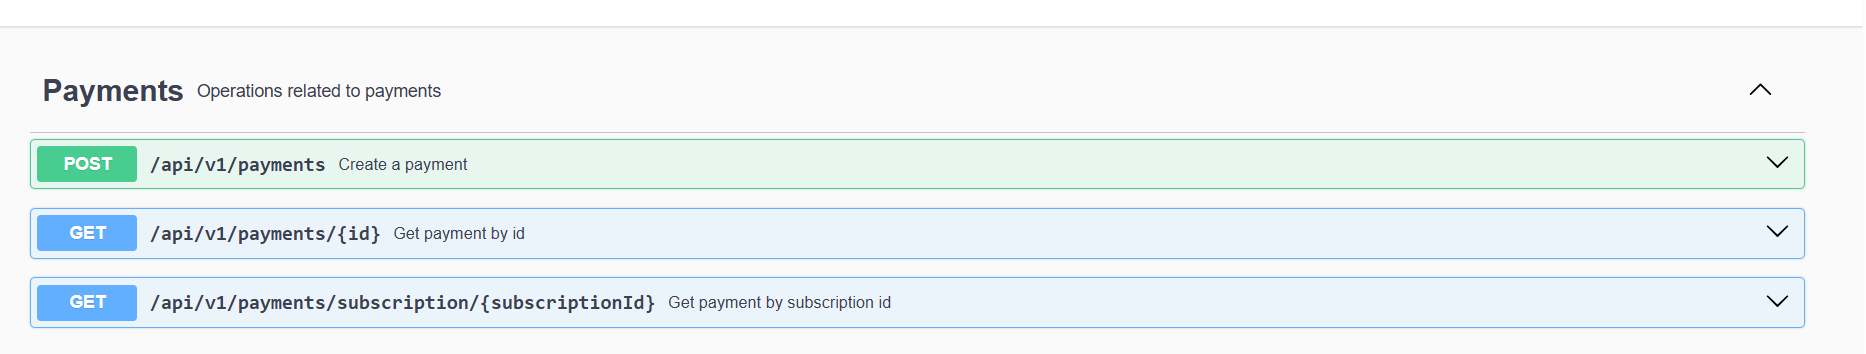 Payments Operations related to payments
POST /api/v1/payments Create a payment
GET /api/v1/payments/{id} Get payment by id
GET /api/v1/payments/subscription/{subscriptionId} Get payment by subscription id